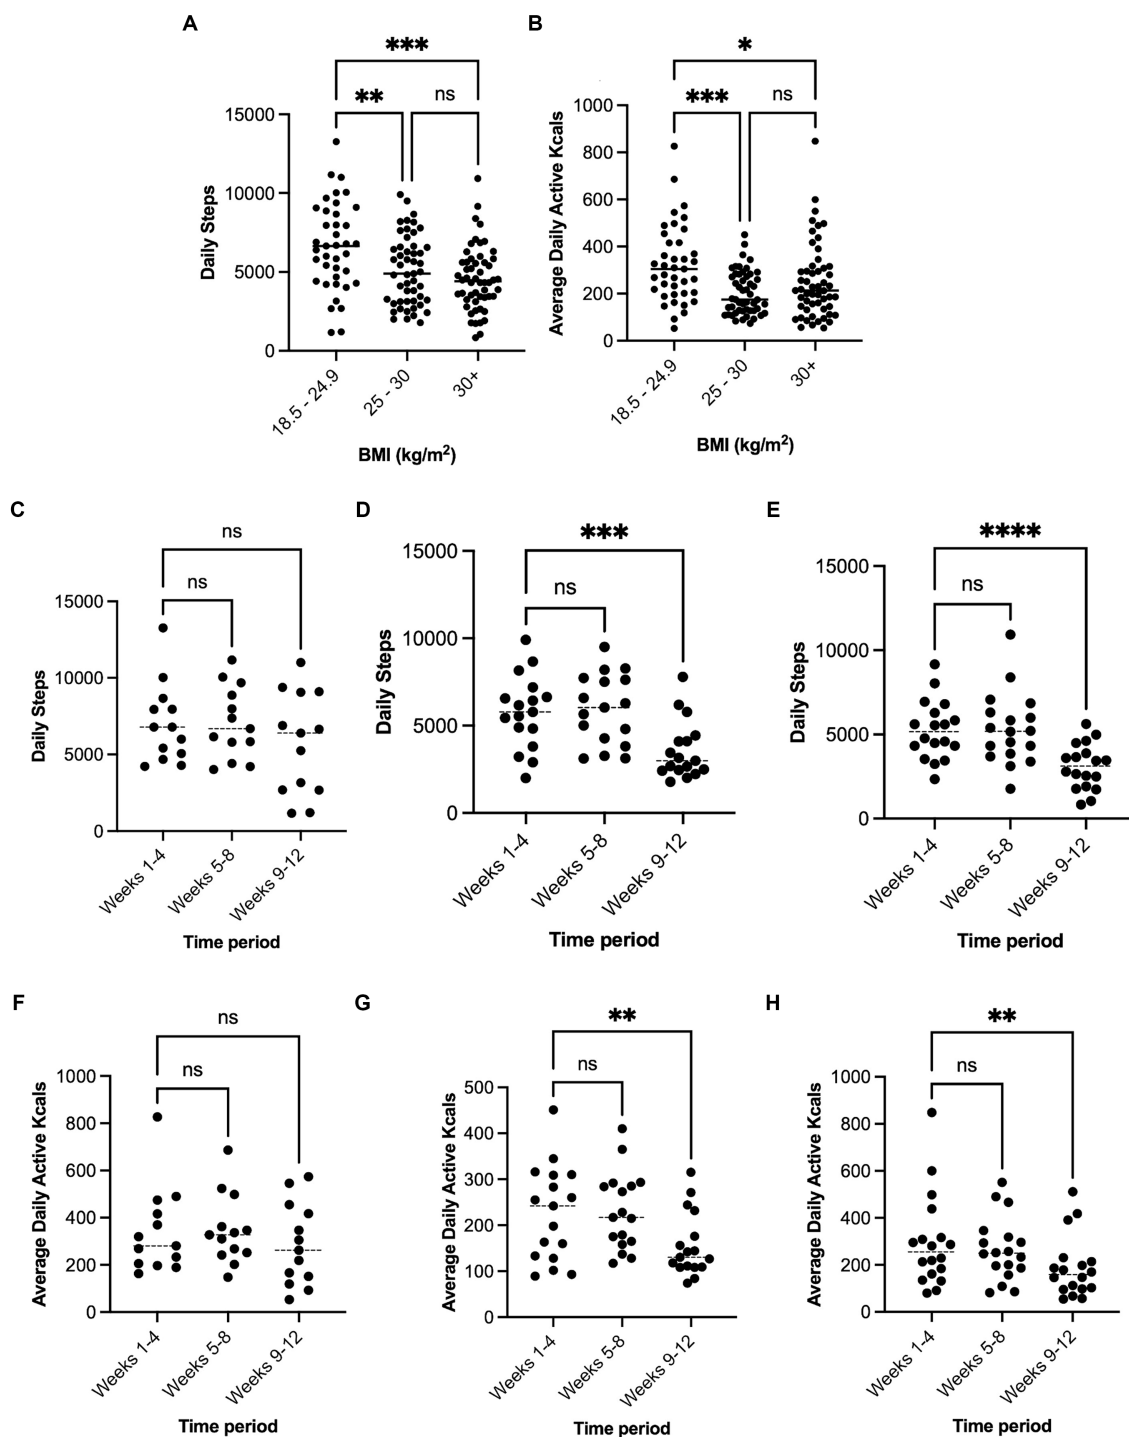 A
B
***
*
**
ns
***
ns
15000
10000
5000
0
Daily Steps
18.5 - 24.9
25 - 30
30+
BMI (kg/m²)
1000
800
600
400
200
0
Average Daily Active Kcals
18.5 - 24.9
25 - 30
30+
BMI (kg/m²)
C
D
E
ns
ns
15000
10000
5000
0
Daily Steps
Weeks 1-4
Weeks 5-8
Weeks 9-12
Time period
***
ns
15000
10000
5000
0
Daily Steps
Weeks 1-4
Weeks 5-8
Weeks 9-12
Time period
****
ns
15000
10000
5000
0
Daily Steps
Weeks 1-4
Weeks 5-8
Weeks 9-12
Time period
F
G
H
ns
ns
1000
800
600
400
200
0
Average Daily Active Kcals
Weeks 1-4
Weeks 5-8
Weeks 9-12
Time period
**
ns
500
400
300
200
100
0
Average Daily Active Kcals
Weeks 1-4
Weeks 5-8
Weeks 9-12
Time period
**
ns
1000
800
600
400
200
0
Average Daily Active Kcals
Weeks 1-4
Weeks 5-8
Weeks 9-12
Time period